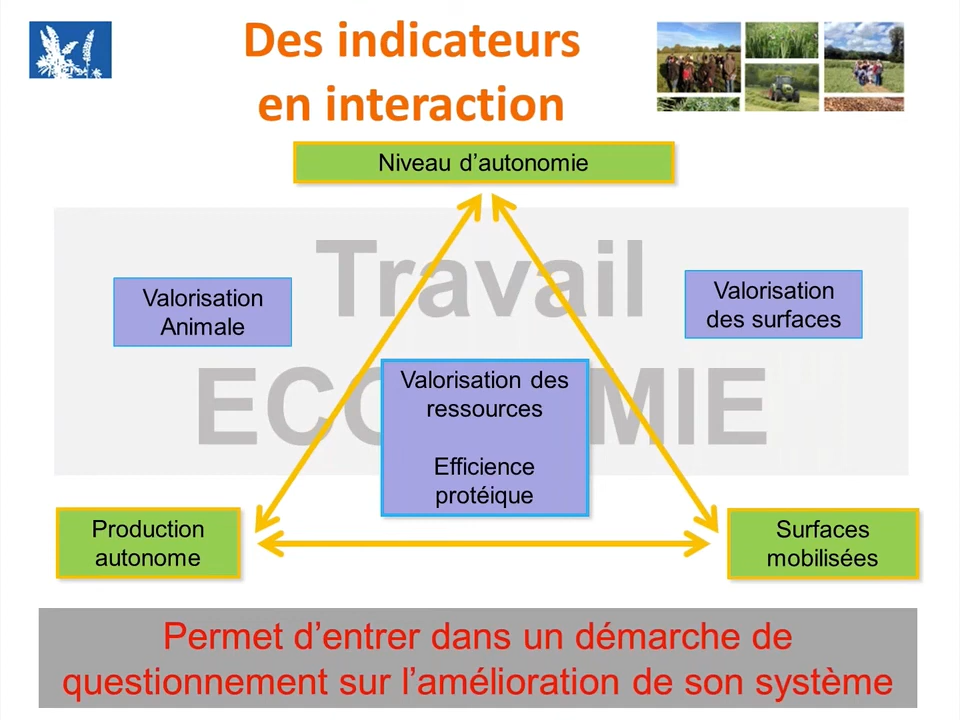 Des indicateurs
en interaction
Niveau d’autonomie
Travail
Valorisation
Animale
Valorisation
des surfaces
Valorisation des
ressources
Efficience
protéique
Production
autonome
Surfaces
mobilisées
Permet d’entrer dans un démarche de
questionnement sur l’amélioration de son système